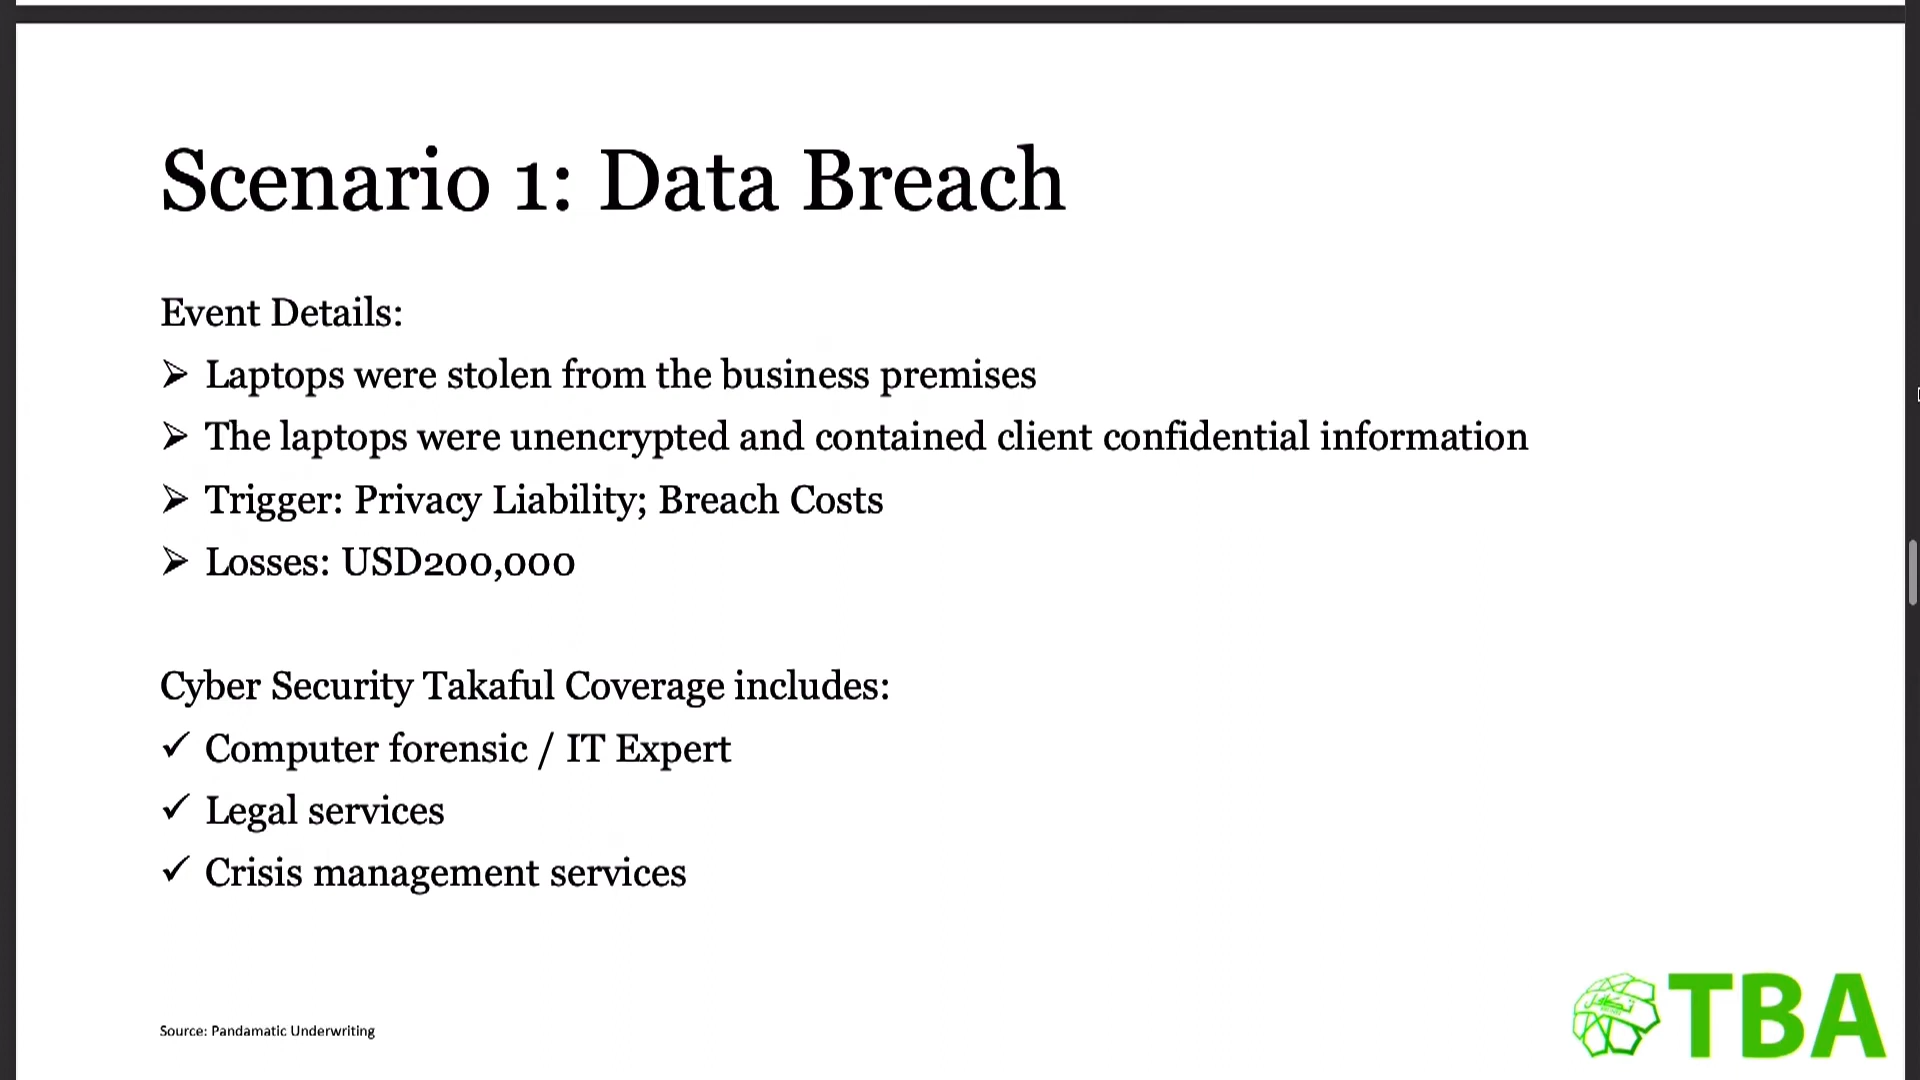 Scenario 1: Data Breach
Event Details:
➢ Laptops were stolen from the business premises
➢ The laptops were unencrypted and contained client confidential information
➢ Trigger: Privacy Liability; Breach Costs
➢ Losses: USD200,000
Cyber Security Takaful Coverage includes:
✓ Computer forensic / IT Expert
✓ Legal services
✓ Crisis management services
Source: Pandamatic Underwriting
TBA